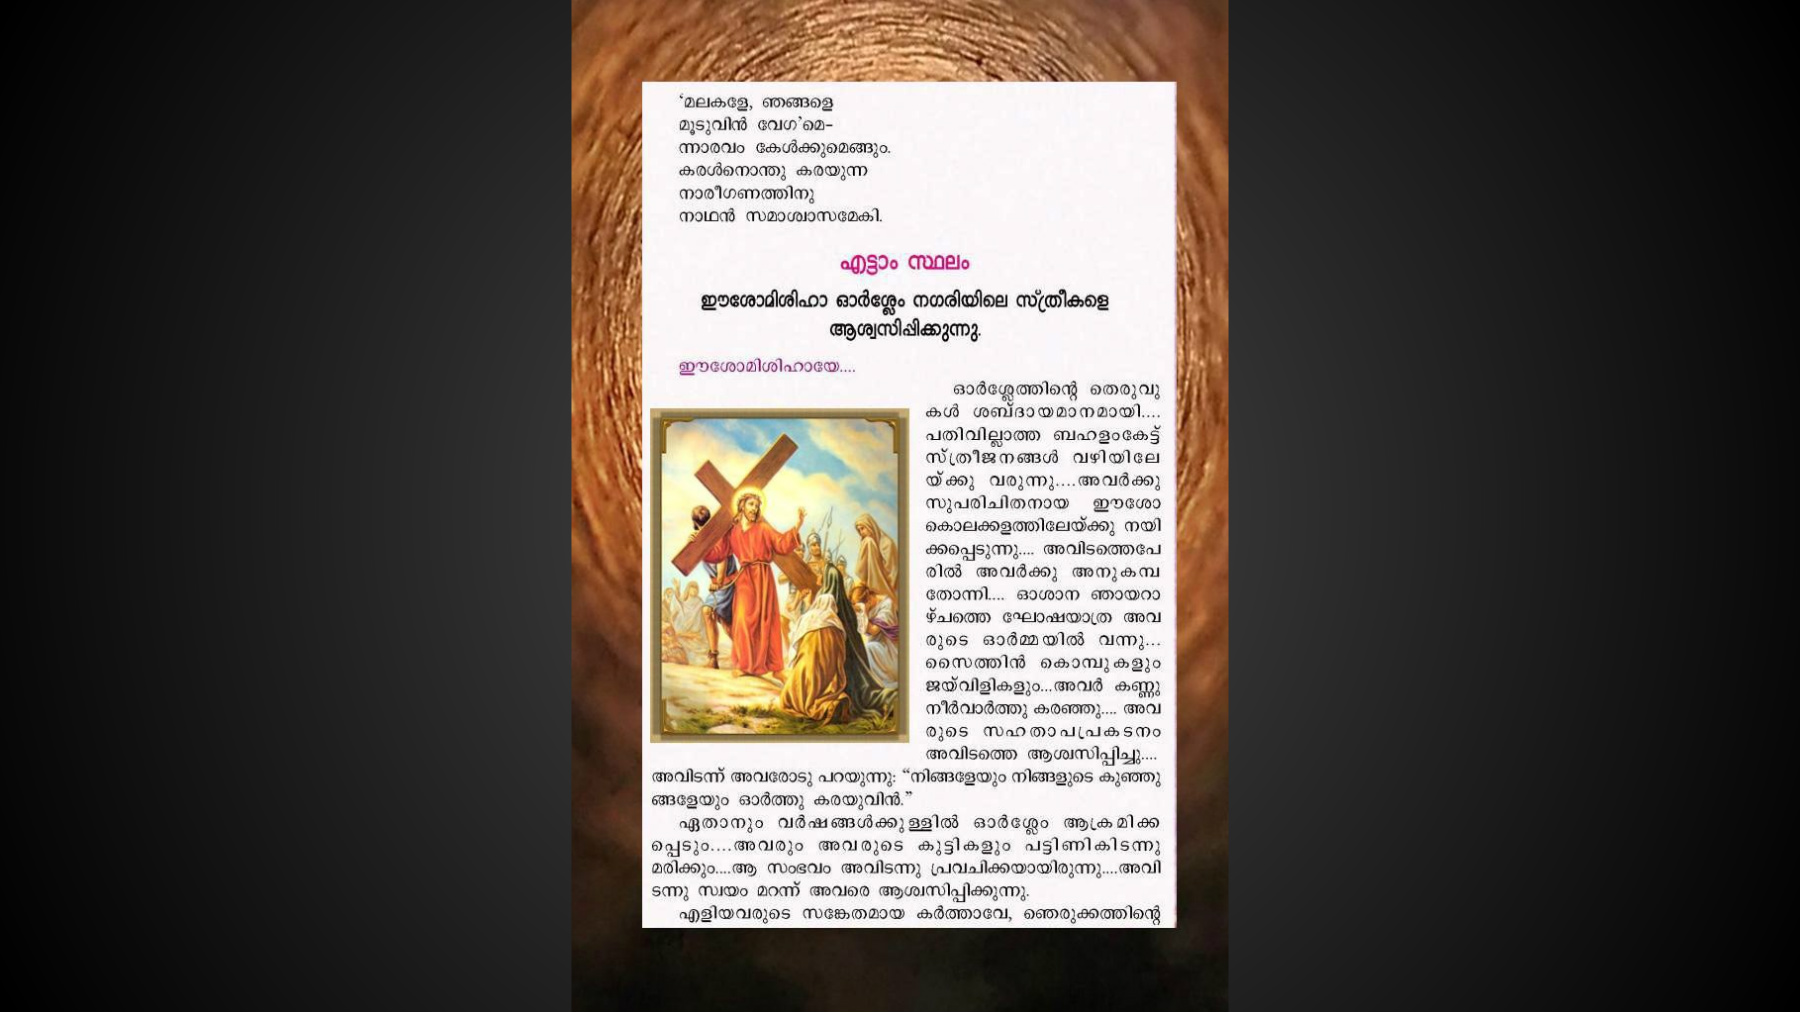 ‘മലകളേ, ഞങ്ങളെ
മൂടുവിൻ വേഗ’മെ-
ന്നാരവം കേൾക്കുമെങ്ങും.
കരൾനൊന്തു കരയുന്ന
നാരീഗണത്തിനു
നാഥൻ സമാശ്വാസമേകി.
എട്ടാം സ്ഥലം
ഈശോമിശിഹാ ഓർശ്ലേം നഗരിയിലെ സ്ത്രീകളെ
ആശ്വസിപ്പിക്കുന്നു.
ഈശോമിശിഹായേ....
ഓർശ്ലേത്തിന്റെ തെരുവു
കൾ ശബ്ദായമാനമായി....
പതിവില്ലാത്ത ബഹളംകേട്ട്
സ്ത്രീജനങ്ങൾ വഴിയിലേ
യ്ക്കു വരുന്നു....അവർക്കു
സുപരിചിതനായ ഈശോ
കൊലക്കളത്തിലേയ്ക്കു നയി
ക്കപ്പെടുന്നു.... അവിടത്തെപേ
രിൽ അവർക്കു അനുകമ്പ
തോന്നി.... ഓശാന ഞായറാ
ഴ്ചത്തെ ഘോഷയാത്ര അവ
രുടെ ഓർമ്മയിൽ വന്നു...
സൈത്തിൻ കൊമ്പുകളും
ജയ്‌വിളികളും...അവർ കണ്ണു
നീർവാർത്തു കരഞ്ഞു.... അവ
രുടെ സഹതാപപ്രകടനം
അവിടത്തെ ആശ്വസിപ്പിച്ചു....
അവിടന്ന് അവരോടു പറയുന്നു: “നിങ്ങളേയും നിങ്ങളുടെ കുഞ്ഞു
ങ്ങളേയും ഓർത്തു കരയുവിൻ.”
ഏതാനും വർഷങ്ങൾക്കുള്ളിൽ ഓർശ്ലേം ആക്രമിക്ക
പ്പെടും....അവരും അവരുടെ കുട്ടികളും പട്ടിണികിടന്നു
മരിക്കും....ആ സംഭവം അവിടന്നു പ്രവചിക്കയായിരുന്നു....അവി
ടന്നു സ്വയം മറന്ന് അവരെ ആശ്വസിപ്പിക്കുന്നു.
എളിയവരുടെ സങ്കേതമായ കർത്താവേ, ഞെരുക്കത്തിന്റെ